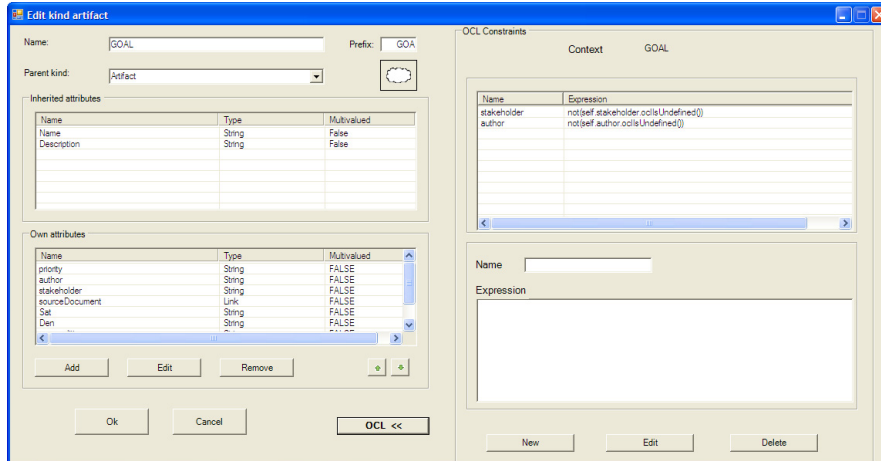 Edit kind artifact
Name: GOAL Prefix: GOA
Parent kind: Artifact
Inherited attributes
Name Type Multivalued
Name String False
Description String False
Own attributes
Name Type Multivalued
priority String FALSE
author String FALSE
stakeholder String FALSE
sourceDocument Link FALSE
Sat String FALSE
Den String FALSE
Add Edit Remove
Ok Cancel OCL <<
OCL Constraints
Context GOAL
Name Expression
stakeholder not(self.stakeholder.oclIsUndefined())
author not(self.author.oclIsUndefined())
Name
Expression
New Edit Delete